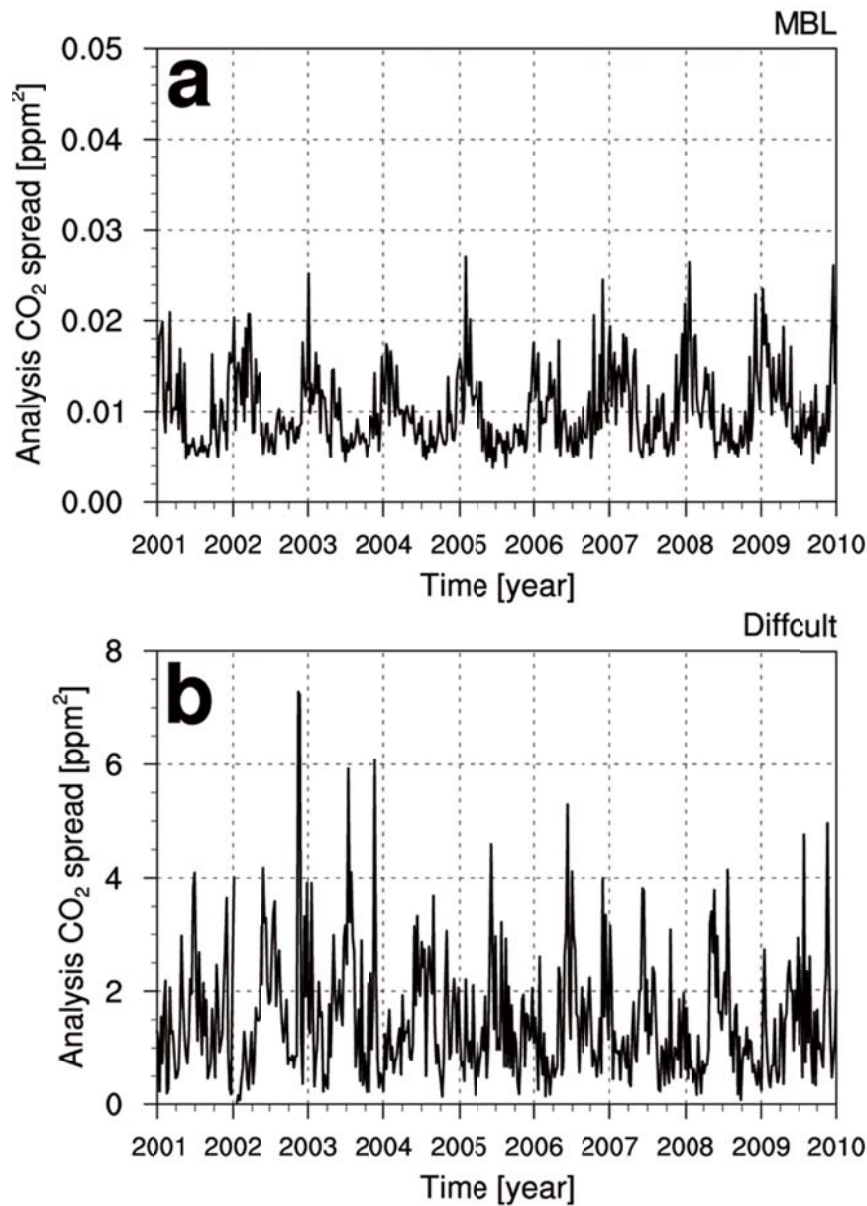 MBL
a
0.05
0.04
0.03
0.02
0.01
0.00
Analysis CO₂ spread [ppm²]
2001 2002 2003 2004 2005 2006 2007 2008 2009 2010
Time [year]
Diffcult
b
8
6
4
2
0
Analysis CO₂ spread [ppm²]
2001 2002 2003 2004 2005 2006 2007 2008 2009 2010
Time [year]